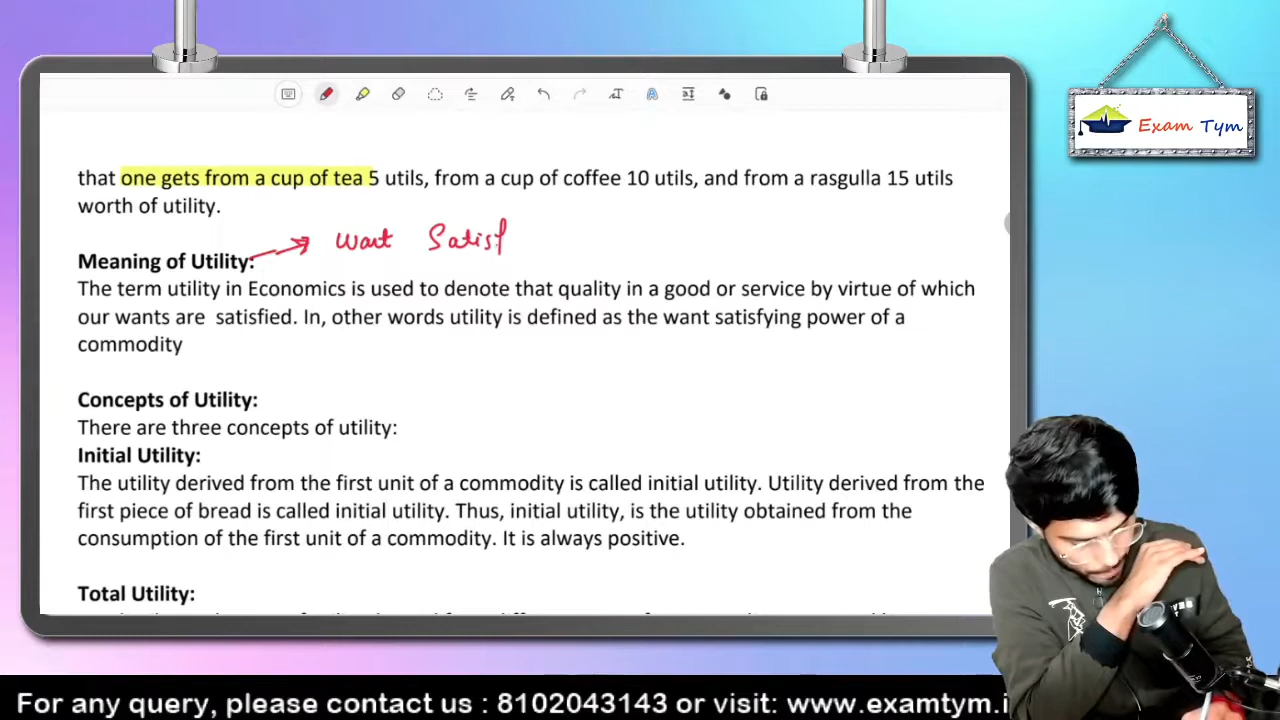 Exam Tym
that one gets from a cup of tea 5 utils, from a cup of coffee 10 utils, and from a rasgulla 15 utils
worth of utility.
Want Satisf
Meaning of Utility:
The term utility in Economics is used to denote that quality in a good or service by virtue of which
our wants are satisfied. In, other words utility is defined as the want satisfying power of a
commodity
Concepts of Utility:
There are three concepts of utility:
Initial Utility:
The utility derived from the first unit of a commodity is called initial utility. Utility derived from the
first piece of bread is called initial utility. Thus, initial utility, is the utility obtained from the
consumption of the first unit of a commodity. It is always positive.
Total Utility:
For any query, please contact us : 8102043143 or visit: www.examtym.i